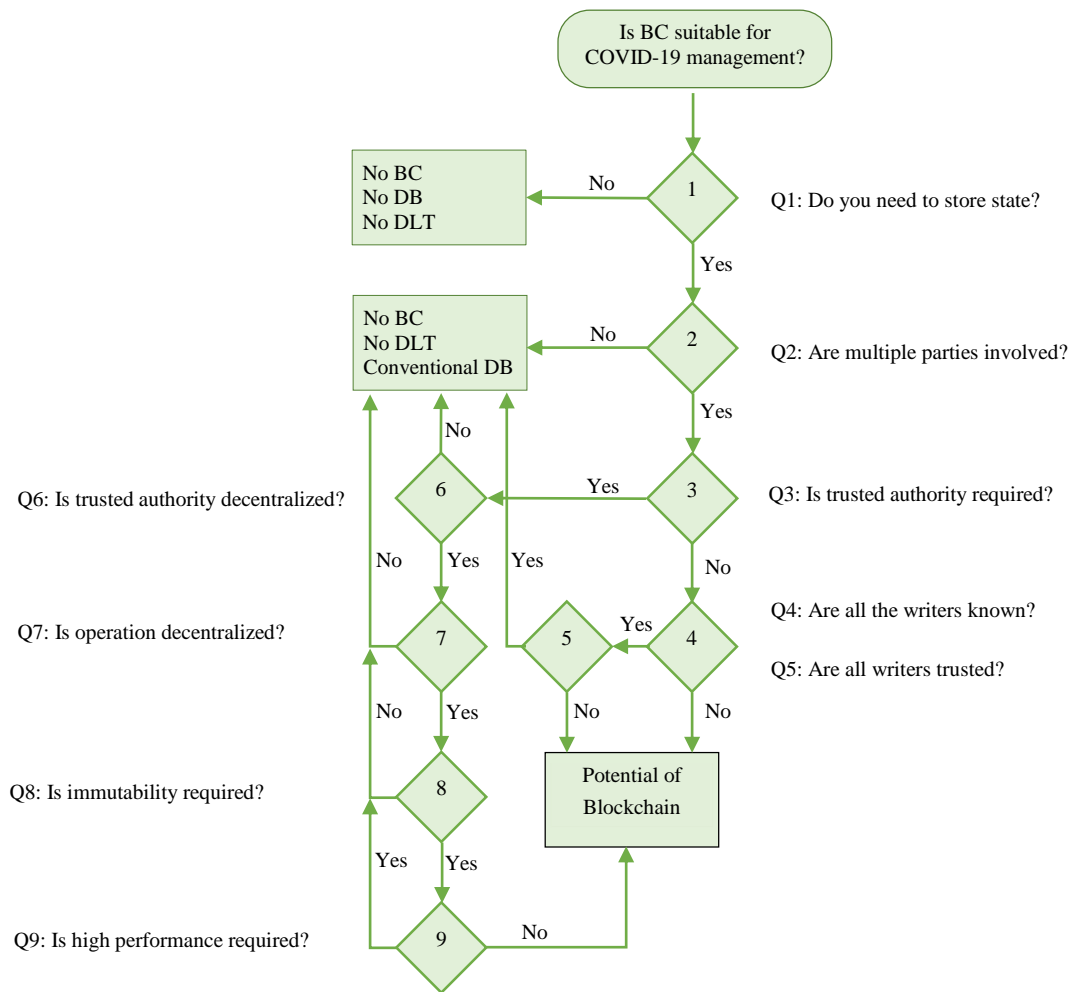 Is BC suitable for
COVID-19 management?
No BC
No DB
No DLT
No
1
Q1: Do you need to store state?
Yes
No BC
No DLT
Conventional DB
No
2
Q2: Are multiple parties involved?
Yes
No
Q6: Is trusted authority decentralized?
6
Yes
3
Q3: Is trusted authority required?
No
Yes
Yes
No
Q7: Is operation decentralized?
7
5
Yes
4
Q4: Are all the writers known?
Q5: Are all writers trusted?
No
Yes
No
No
Q8: Is immutability required?
8
Potential of
Blockchain
Yes
Yes
Q9: Is high performance required?
9
No